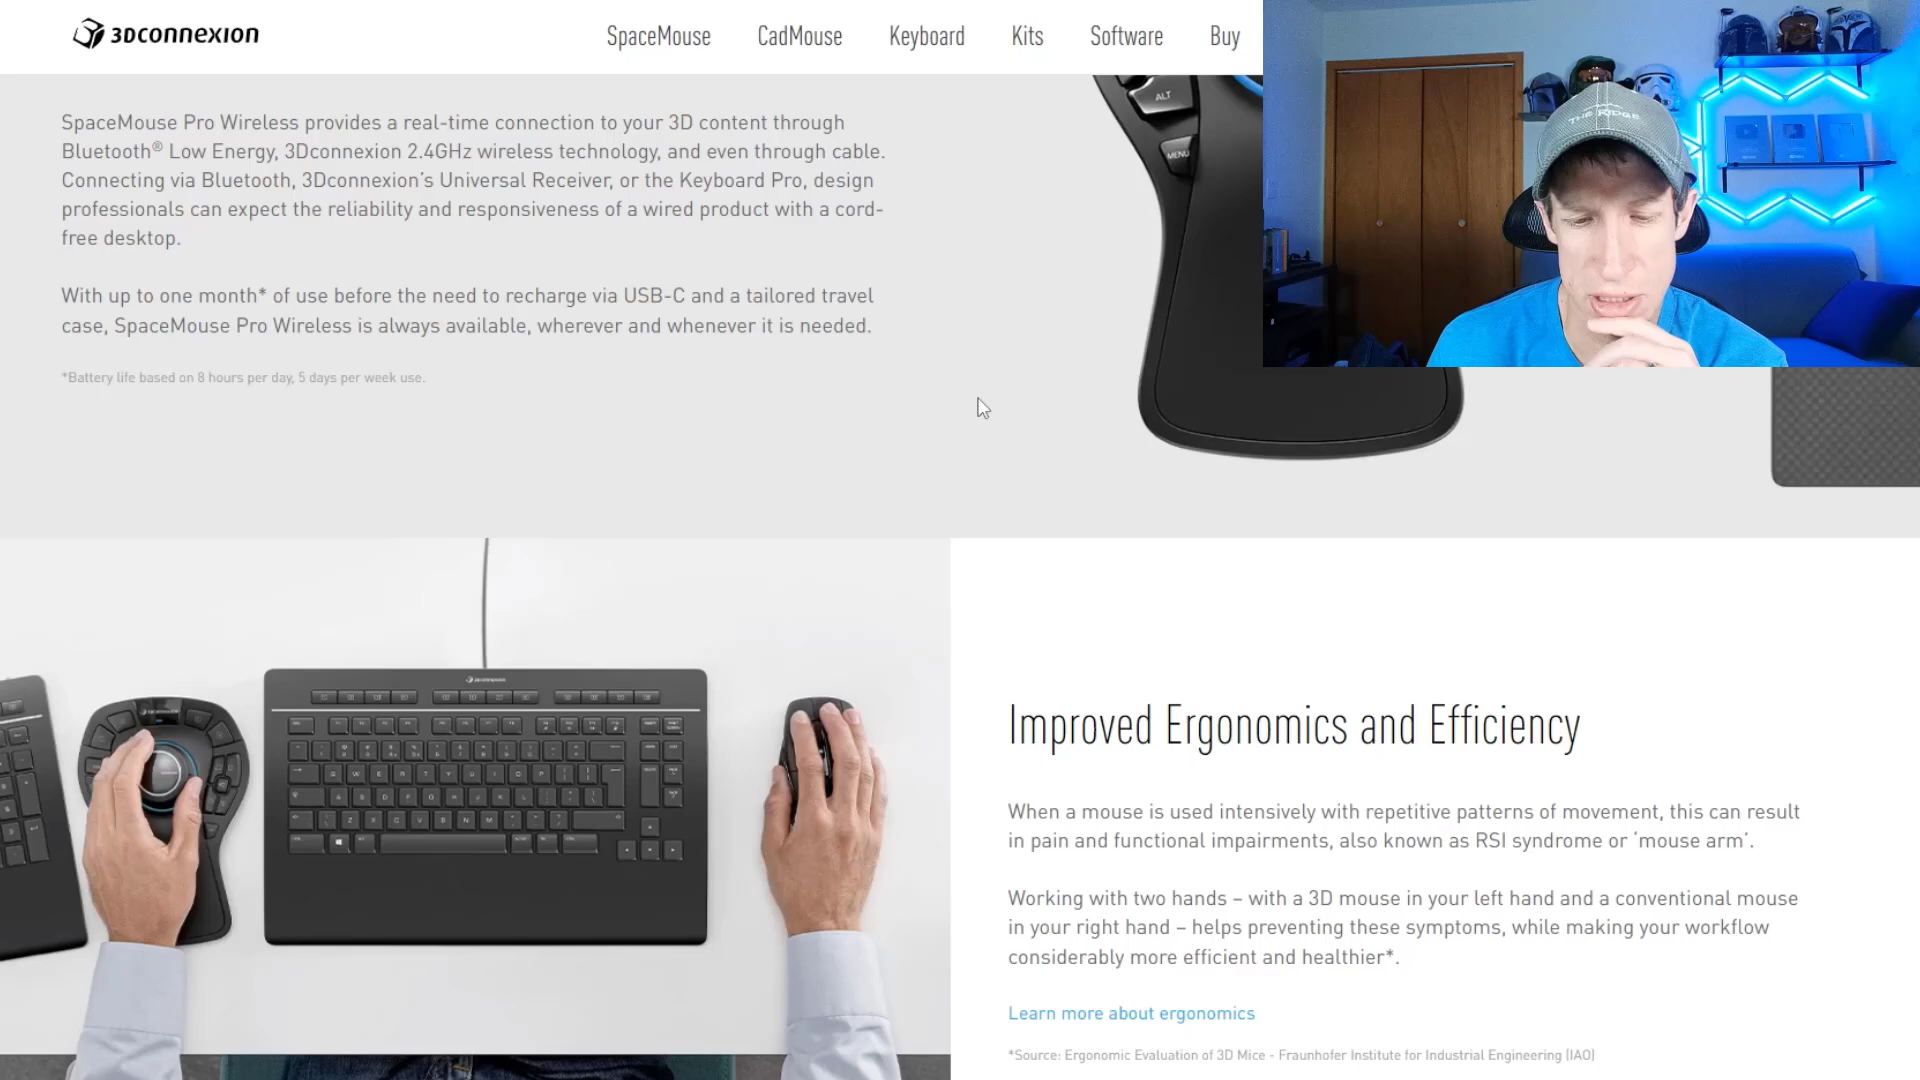 3Dconnexion
SpaceMouse CadMouse Keyboard Kits Software Buy
ALT
MENU
THE RIDGE
SpaceMouse Pro Wireless provides a real-time connection to your 3D content through
Bluetooth® Low Energy, 3Dconnexion 2.4GHz wireless technology, and even through cable.
Connecting via Bluetooth, 3Dconnexion's Universal Receiver, or the Keyboard Pro, design
professionals can expect the reliability and responsiveness of a wired product with a cord-
free desktop.
With up to one month* of use before the need to recharge via USB-C and a tailored travel
case, SpaceMouse Pro Wireless is always available, wherever and whenever it is needed.
*Battery life based on 8 hours per day, 5 days per week use.
3Dconnexion
Improved Ergonomics and Efficiency
When a mouse is used intensively with repetitive patterns of movement, this can result
in pain and functional impairments, also known as RSI syndrome or ‘mouse arm’.
Working with two hands – with a 3D mouse in your left hand and a conventional mouse
in your right hand – helps preventing these symptoms, while making your workflow
considerably more efficient and healthier*.
Learn more about ergonomics
*Source: Ergonomic Evaluation of 3D Mice - Fraunhofer Institute for Industrial Engineering (IAO)